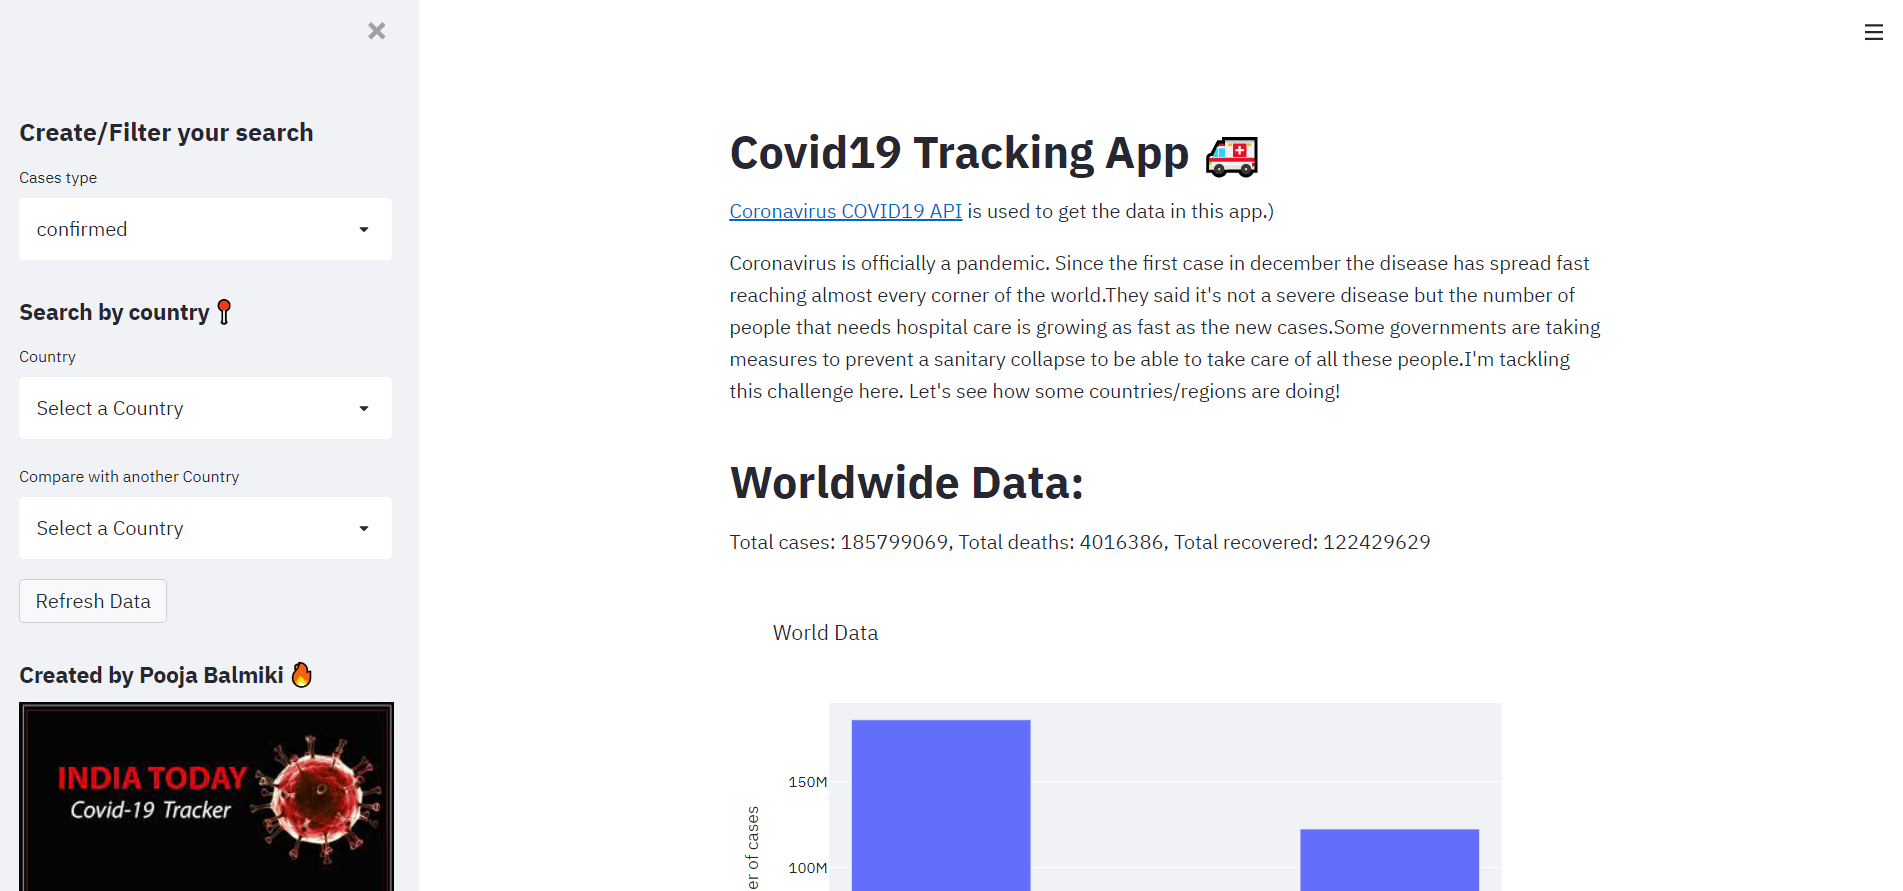 Create/Filter your search
Cases type
confirmed
Search by country
Country
Select a Country
Compare with another Country
Select a Country
Refresh Data
Created by Pooja Balmiki
INDIA TODAY
Covid-19 Tracker
Covid19 Tracking App
Coronavirus COVID19 API is used to get the data in this app.)
Coronavirus is officially a pandemic. Since the first case in december the disease has spread fast
reaching almost every corner of the world.They said it's not a severe disease but the number of
people that needs hospital care is growing as fast as the new cases.Some governments are taking
measures to prevent a sanitary collapse to be able to take care of all these people.I'm tackling
this challenge here. Let's see how some countries/regions are doing!
Worldwide Data:
Total cases: 185799069, Total deaths: 4016386, Total recovered: 122429629
World Data
150M
100M
er of cases